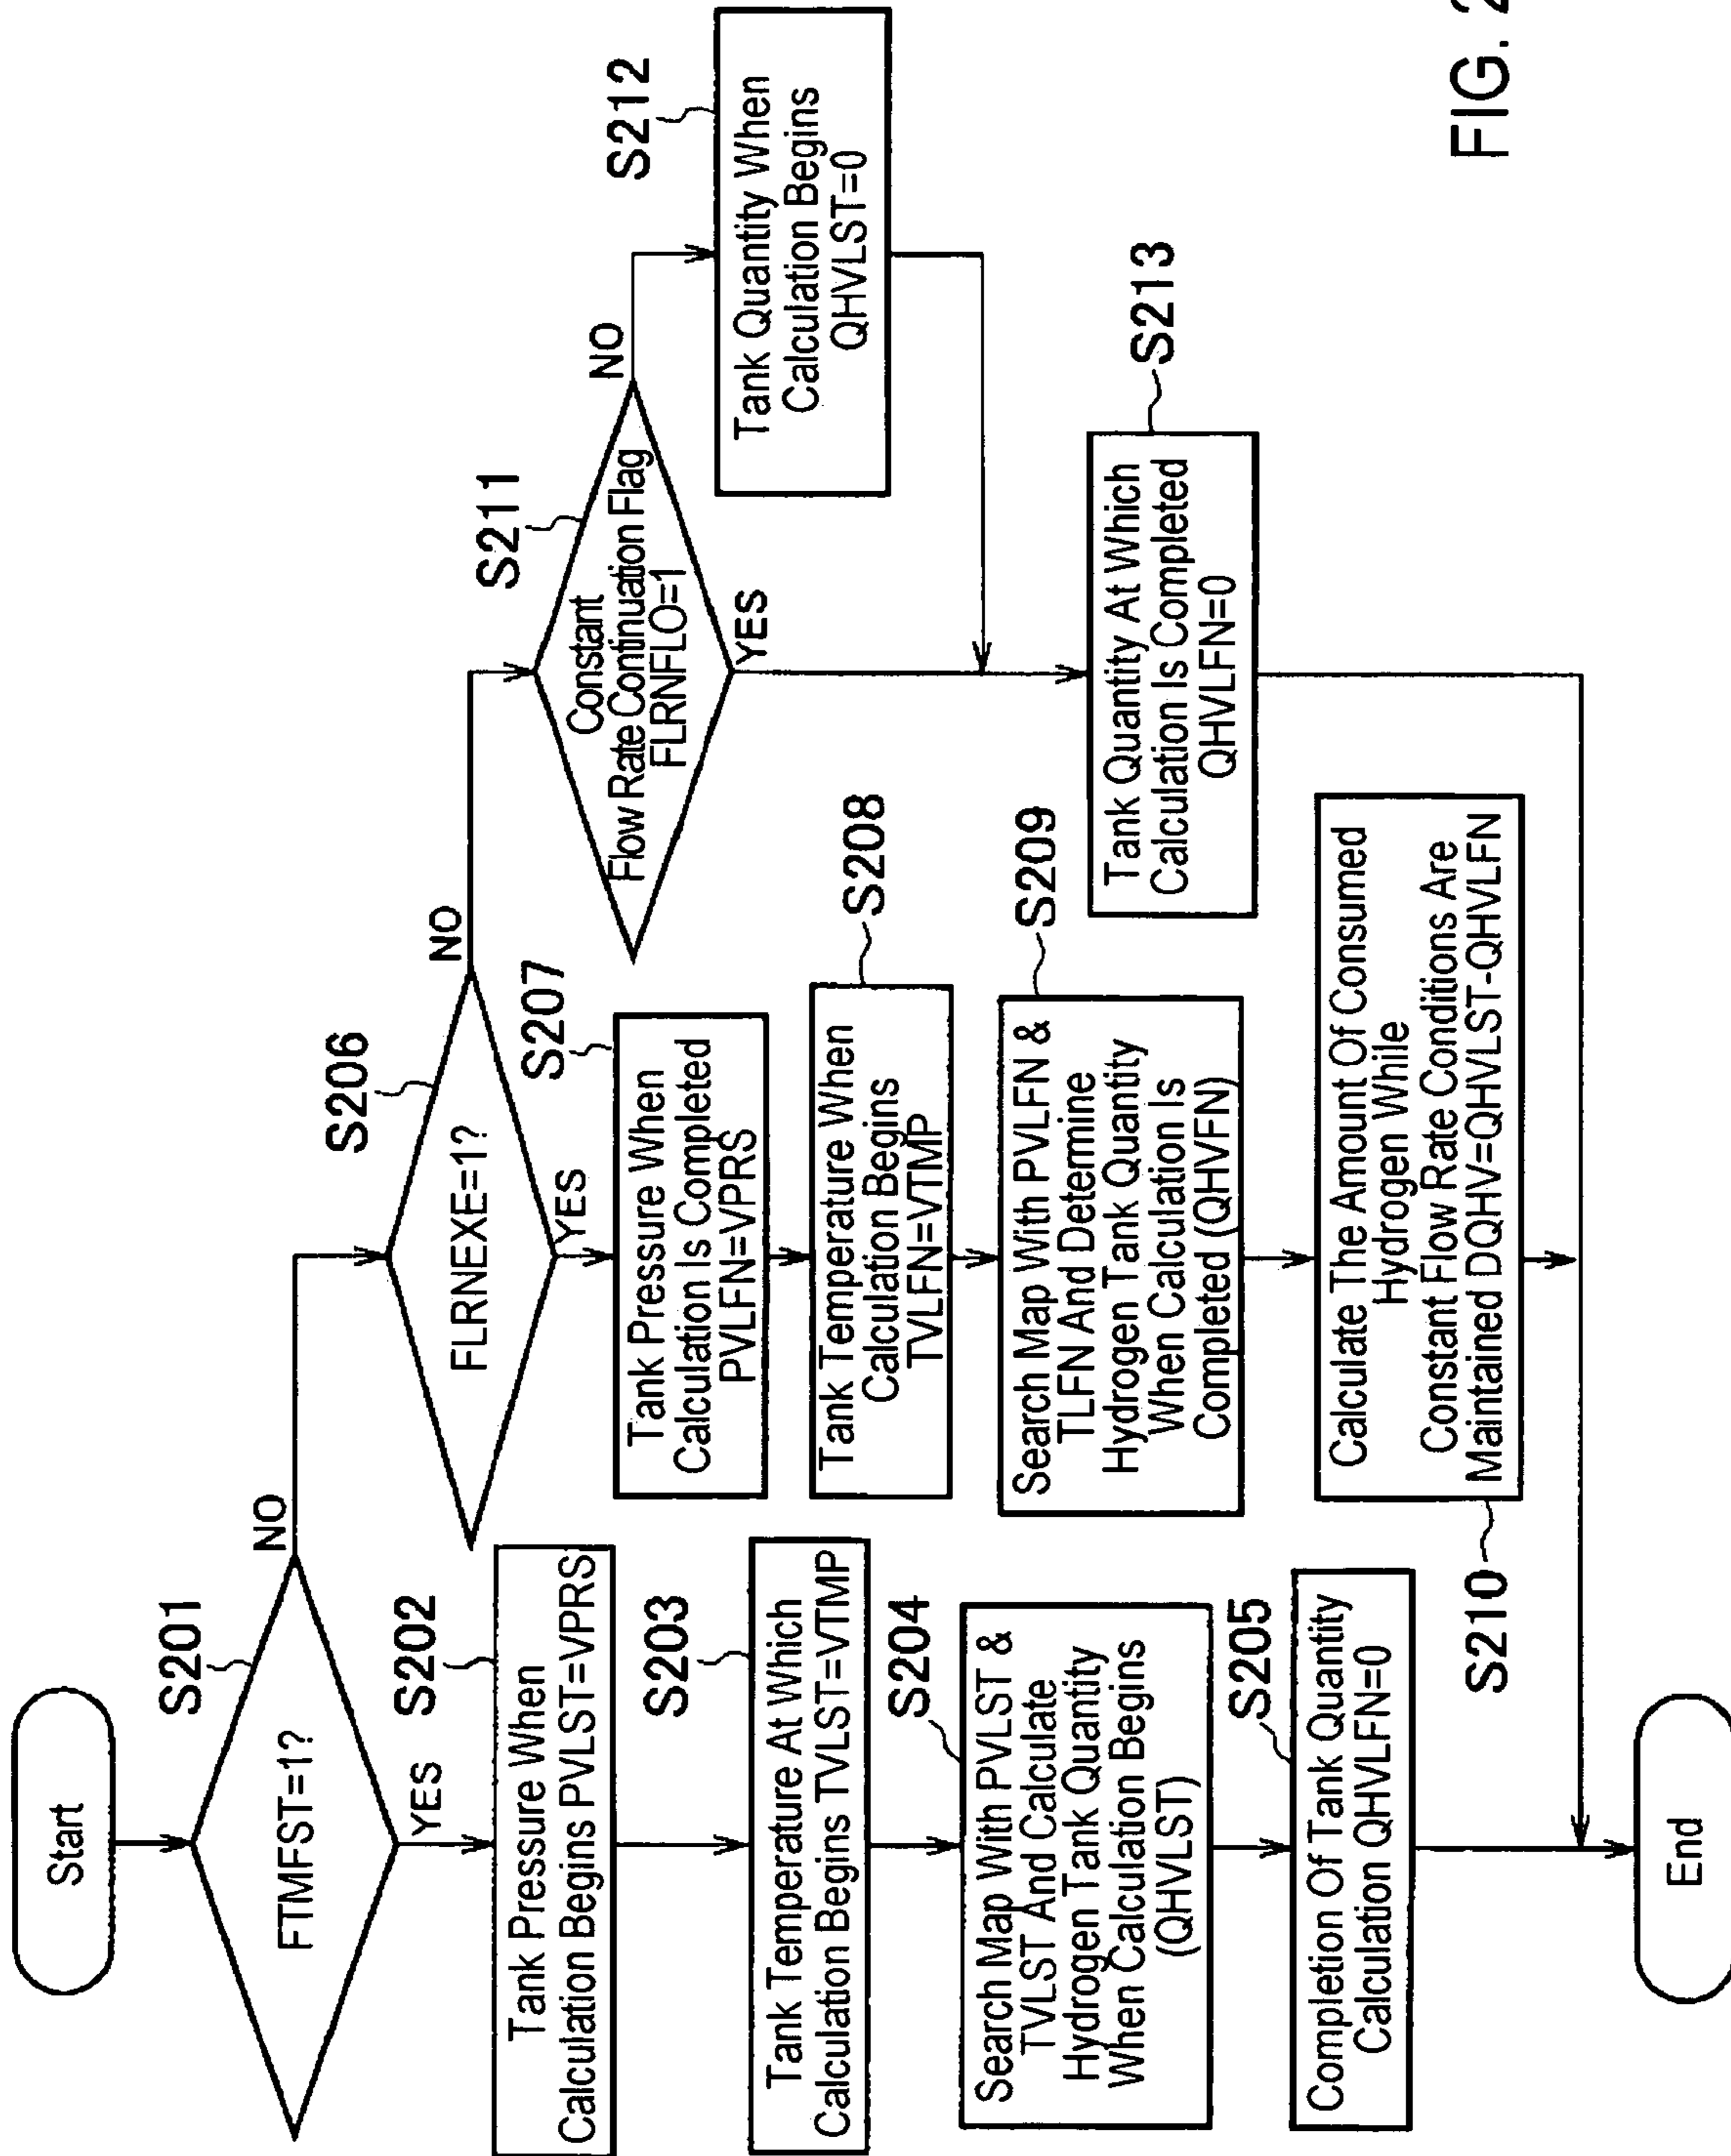 Start
S201
FTMFST=1?
NO
YES
S202
Tank Pressure When
Calculation Begins PVLST=VPRS
S203
Tank Temperature At Which
Calculation Begins TVLST=VTMP
S204
Search Map With PVLST &
TVLST And Calculate
Hydrogen Tank Quantity
When Calculation Begins
(QHVLST)
S205
Completion Of Tank Quantity
Calculation QHVLFN=0
End
S206
FLRNEXE=1?
NO
YES
S207
Tank Pressure When
Calculation Is Completed
PVLFN=VPRS
S208
Tank Temperature When
Calculation Begins
TVLFN=VTMP
S209
Search Map With PVLFN &
TLFN And Determine
Hydrogen Tank Quantity
When Calculation Is
Completed (QHVFN)
S210
Calculate The Amount Of Consumed
Hydrogen While
Constant Flow Rate Conditions Are
Maintained DQHV=QHVLST-QHVLFN
S211
Constant
Flow Rate Continuation Flag
FLRNFLO=1
NO
YES
S212
Tank Quantity When
Calculation Begins
QHVLST=0
S213
Tank Quantity At Which
Calculation Is Completed
QHVLFN=0
FIG. 2